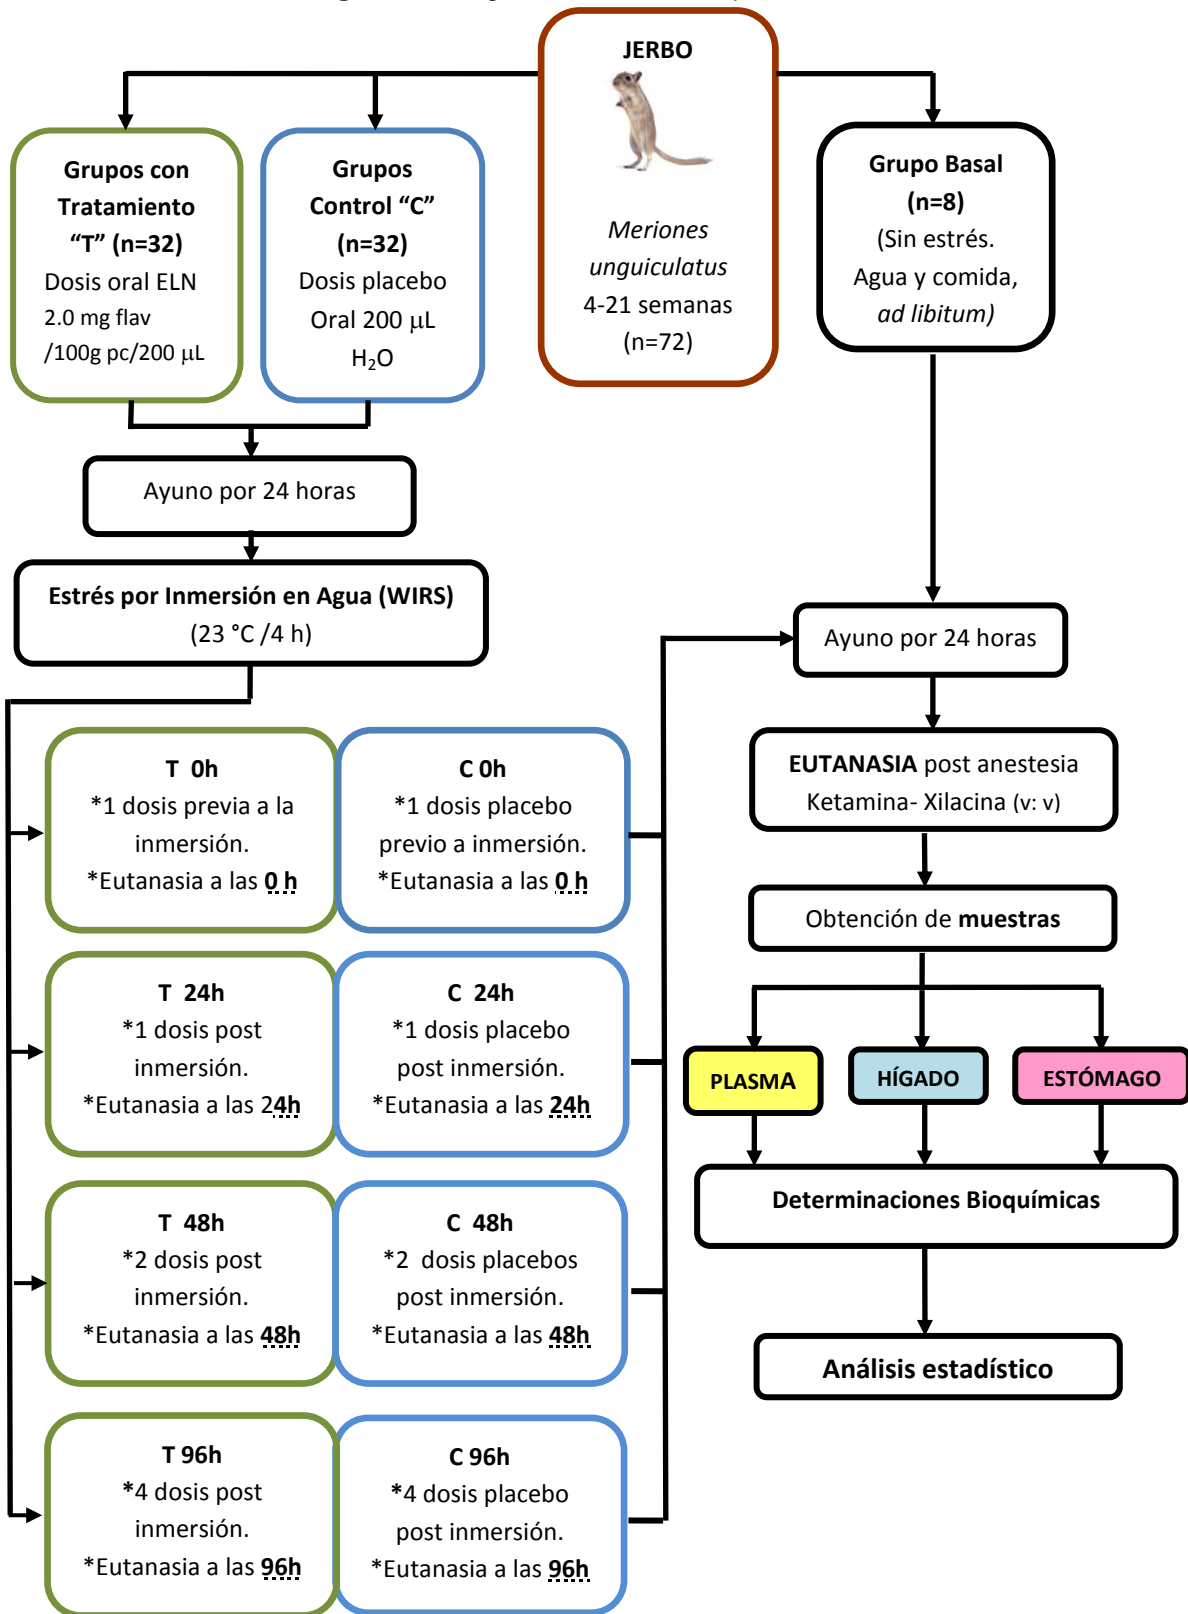 JERBO
Meriones
unguiculatus
4-21 semanas
(n=72)
Grupos con
Tratamiento
“T” (n=32)
Dosis oral ELN
2.0 mg flav
/100g pc/200 µL
Grupos
Control “C”
(n=32)
Dosis placebo
Oral 200 µL
H₂O
Grupo Basal
(n=8)
(Sin estrés.
Agua y comida,
ad libitum)
Ayuno por 24 horas
Estrés por Inmersión en Agua (WIRS)
(23 °C /4 h)
T 0h
*1 dosis previa a la
inmersión.
*Eutanasia a las 0 h
C 0h
*1 dosis placebo
previo a inmersión.
*Eutanasia a las 0 h
T 24h
*1 dosis post
inmersión.
*Eutanasia a las 24h
C 24h
*1 dosis placebo
post inmersión.
*Eutanasia a las 24h
T 48h
*2 dosis post
inmersión.
*Eutanasia a las 48h
C 48h
*2 dosis placebos
post inmersión.
*Eutanasia a las 48h
T 96h
*4 dosis post
inmersión.
*Eutanasia a las 96h
C 96h
*4 dosis placebo
post inmersión.
*Eutanasia a las 96h
Ayuno por 24 horas
EUTANASIA post anestesia
Ketamina- Xilacina (v: v)
Obtención de muestras
PLASMA
HÍGADO
ESTÓMAGO
Determinaciones Bioquímicas
Análisis estadístico